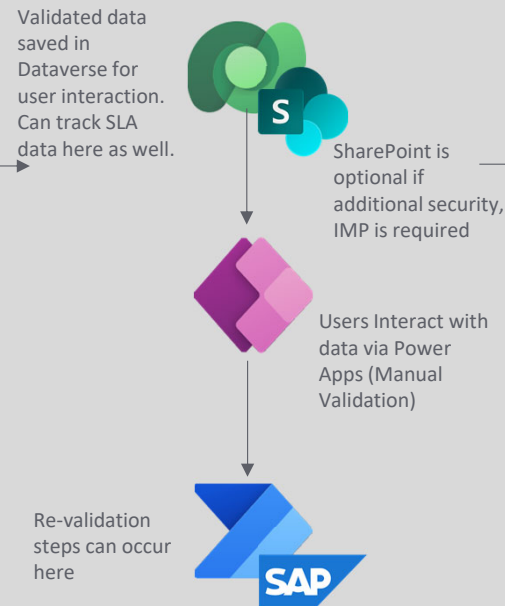 Validated data
saved in
Dataverse for
user interaction.
Can track SLA
data here as well.
S
SharePoint is
optional if
additional security,
IMP is required
Users Interact with
data via Power
Apps (Manual
Validation)
Re-validation
steps can occur
here
SAP